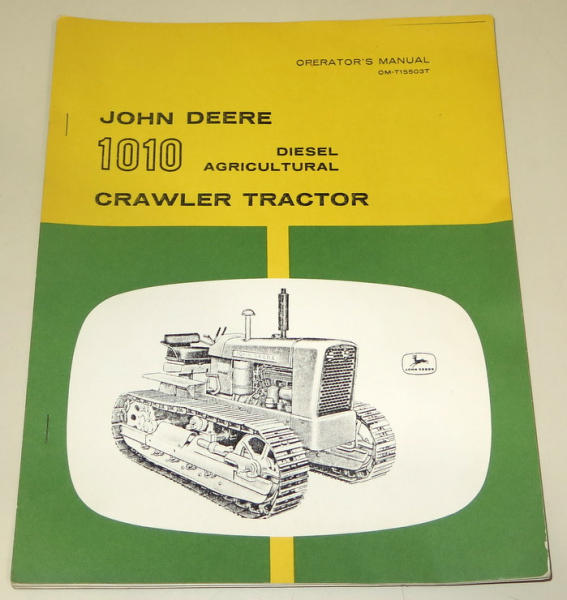 OPERATOR'S MANUAL
OM-T15503T
JOHN DEERE
1010 DIESEL
AGRICULTURAL
CRAWLER TRACTOR
JOHN DEERE